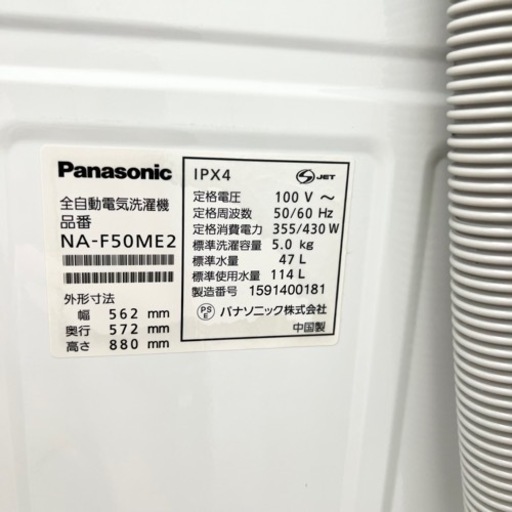 Panasonic
全自動電気洗濯機
品番
NA-F50ME2
外形寸法
幅 562 mm
奥行 572 mm
高さ 880 mm
IPX4
S JET
定格電圧 100 V ～
定格周波数 50/60 Hz
定格消費電力 355/430 W
標準洗濯容量 5.0 kg
標準水量 47 L
標準使用水量 114 L
製造番号 1591400181
PSE パナソニック株式会社
中国製